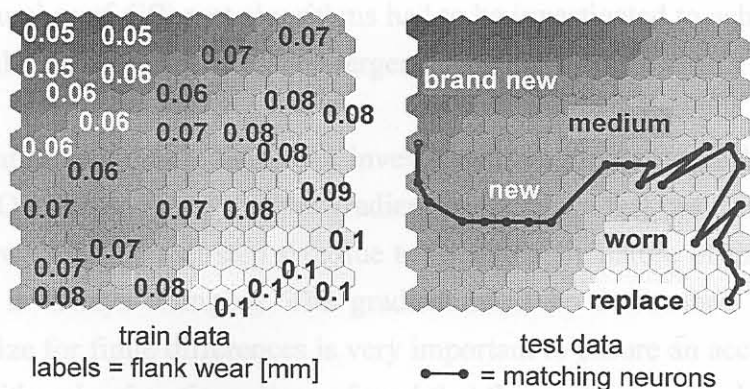 0.05 0.05 0.07
0.05 0.06 0.07
0.06 0.06 0.08
0.06 0.07 0.08 0.08
0.06 0.08
0.06 0.09
0.07 0.07 0.08
0.07 0.1
0.07 0.1
0.08 0.08 0.1 0.1 0.1
train data
labels = flank wear [mm]
brand new
medium
new
worn
replace
test data
= matching neurons